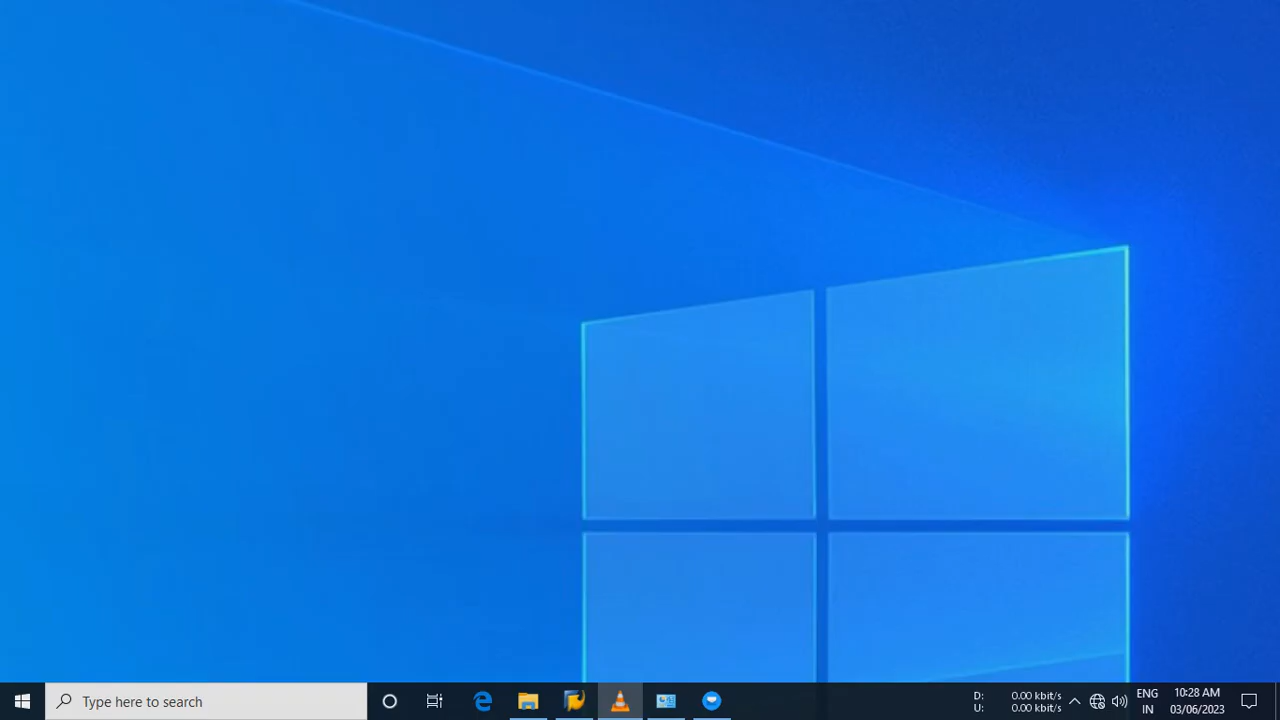 Type here to search
D: 0.00 kbit/s
U: 0.00 kbit/s
ENG
IN
10:28 AM
03/06/2023